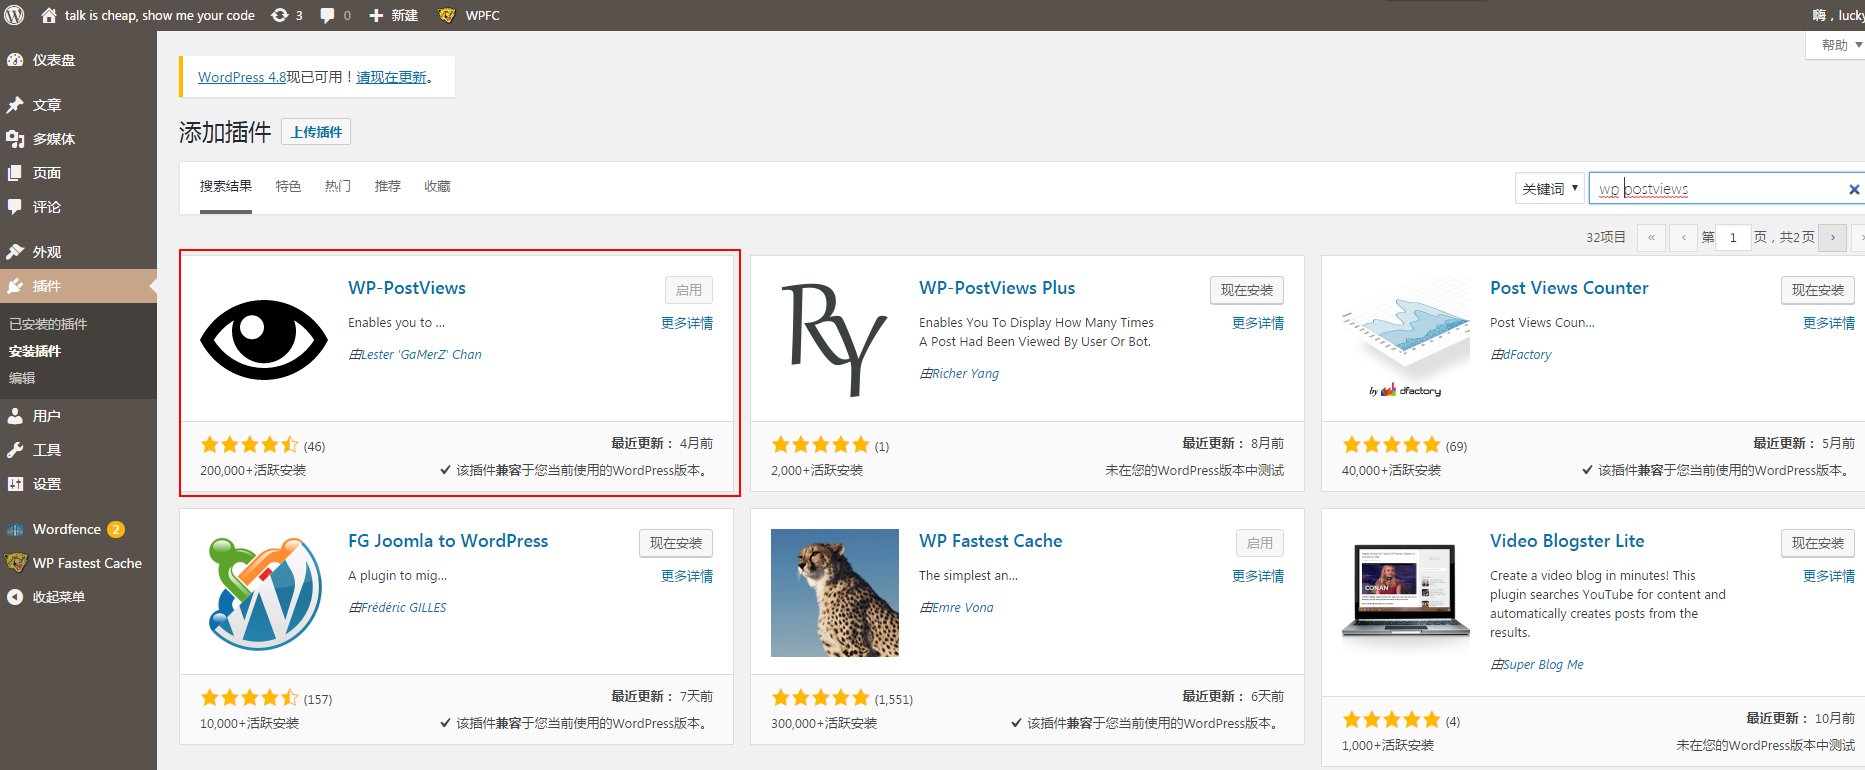 talk is cheap, show me your code 3 0 新建 WPFC 嗨，lucky
帮助
仪表盘
文章
多媒体
页面
评论
外观
插件
已安装的插件
安装插件
编辑
用户
工具
设置
Wordfence 2
WP Fastest Cache
收起菜单
WordPress 4.8现已可用！请现在更新。
添加插件 上传插件
搜索结果 特色 热门 推荐 收藏 关键词 wp postviews
32项目 « ‹ 第 1 页，共2页 ›
WP-PostViews 启用
Enables you to ... 更多详情
由Lester 'GaMerZ' Chan
(46) 最近更新： 4月前
200,000+活跃安装 该插件兼容于您当前使用的WordPress版本。
WP-PostViews Plus 现在安装
Enables You To Display How Many Times 更多详情
A Post Had Been Viewed By User Or Bot.
由Richer Yang
RY
(1) 最近更新： 8月前
2,000+活跃安装 未在您的WordPress版本中测试
Post Views Counter 现在安装
Post Views Coun... 更多详情
由dFactory
by dfactory
(69) 最近更新： 5月前
40,000+活跃安装 该插件兼容于您当前使用的WordPress版本。
FG Joomla to WordPress 现在安装
A plugin to mig... 更多详情
由Frédéric GILLES
(157) 最近更新： 7天前
10,000+活跃安装 该插件兼容于您当前使用的WordPress版本。
WP Fastest Cache 启用
The simplest an... 更多详情
由Emre Vona
(1,551) 最近更新： 6天前
300,000+活跃安装 该插件兼容于您当前使用的WordPress版本。
Video Blogster Lite 现在安装
Create a video blog in minutes! This 更多详情
plugin searches YouTube for content and
automatically creates posts from the
results.
由Super Blog Me
CONAN
(4) 最近更新： 10月前
1,000+活跃安装 未在您的WordPress版本中测试